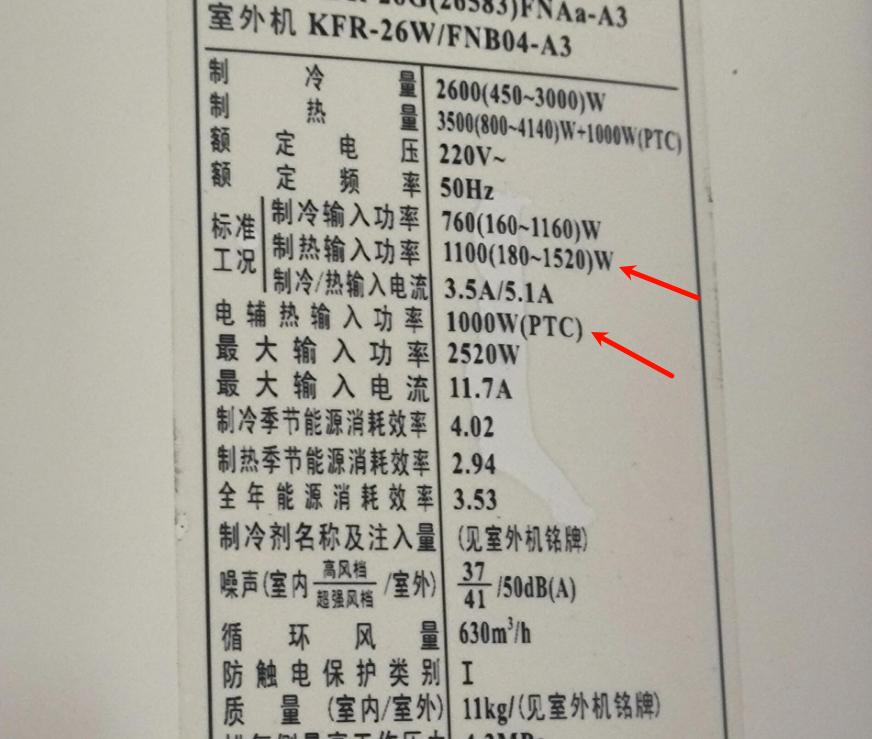 20G(26583)FNAa-A3
室外机 KFR-26W/FNB04-A3
制冷量 2600(450~3000)W
制热量 3500(800~4140)W+1000W(PTC)
额定电压 220V~
额定频率 50Hz
标准工况 制冷输入功率 760(160~1160)W
制热输入功率 1100(180~1520)W
制冷/热输入电流 3.5A/5.1A
电辅热输入功率 1000W(PTC)
最大输入功率 2520W
最大输入电流 11.7A
制冷季节能源消耗效率 4.02
制热季节能源消耗效率 2.94
全年能源消耗效率 3.53
制冷剂名称及注入量 (见室外机铭牌)
噪声(室内 高风档/超强风档 /室外) 37/41 /50dB(A)
循环风量 630m³/h
防触电保护类别 I
质量 (室内/室外) 11kg/(见室外机铭牌)